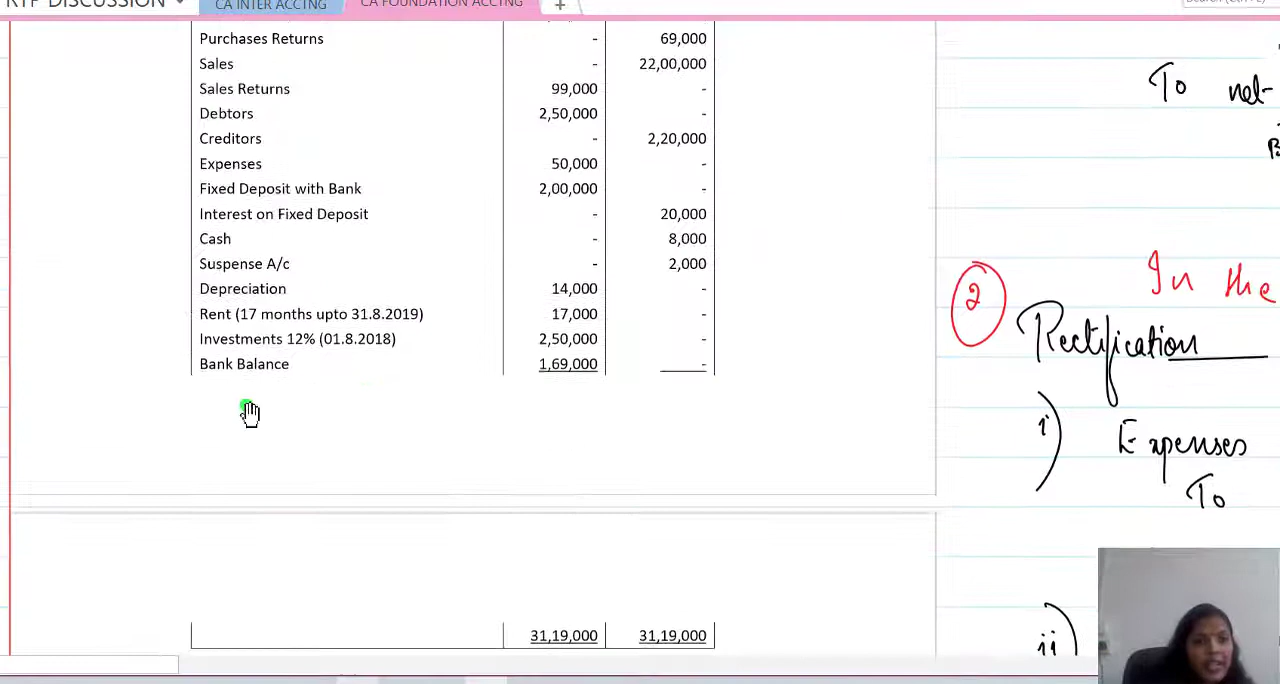 RTP DISCUSSION
CA INTER ACCTNG
CA FOUNDATION ACCTNG
+
Purchases Returns - 69,000
Sales - 22,00,000
Sales Returns 99,000 -
Debtors 2,50,000 -
Creditors - 2,20,000
Expenses 50,000 -
Fixed Deposit with Bank 2,00,000 -
Interest on Fixed Deposit - 20,000
Cash - 8,000
Suspense A/c - 2,000
Depreciation 14,000 -
Rent (17 months upto 31.8.2019) 17,000 -
Investments 12% (01.8.2018) 2,50,000 -
Bank Balance 1,69,000 -
31,19,000 31,19,000
To net-
2 In the
Rectification
i) Expenses
To
ii)